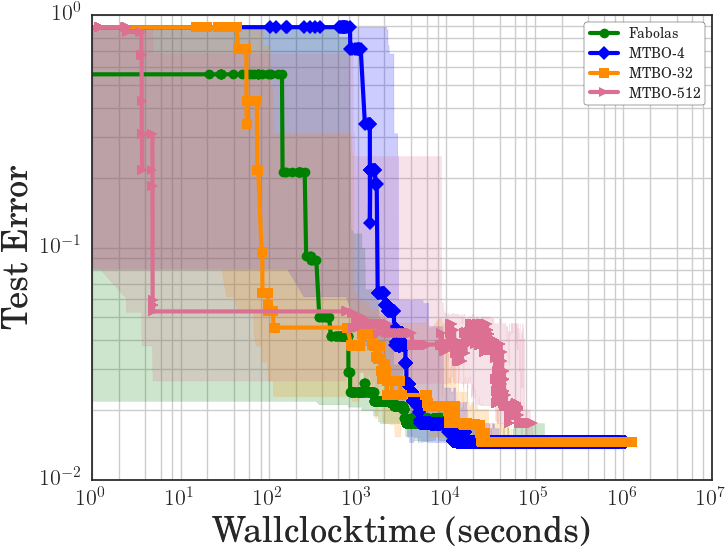 10^0
Fabolas
MTBO-4
MTBO-32
MTBO-512
10^-1
Test Error
10^-2
10^0 10^1 10^2 10^3 10^4 10^5 10^6 10^7
Wallclocktime (seconds)